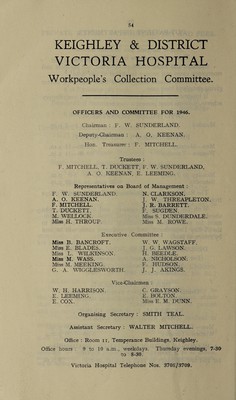 54
KEIGHLEY & DISTRICT
VICTORIA HOSPITAL
Workpeople's Collection Committee.
OFFICERS AND COMMITTEE FOR 1946.
Chairman : F. W. SUNDERLAND.
Deputy-Chairman : A. O. KEENAN.
Hon. Treasurer : F. MITCHELL.
Trustees :
F. MITCHELL, T. DUCKETT, F. W. SUNDERLAND,
A. O. KEENAN, E. LEEMING.
Representatives on Board of Management :
F. W. SUNDERLAND. N. CLARKSON.
A. O. KEENAN. J. W. THREAPLETON.
F. MITCHELL. J. R. BARRETT.
T. DUCKETT. SUGDEN.
M. WELLOCK. Miss S. DUNDERDALE.
Miss H. THROUP. Miss M. ROWE.
Executive Committee :
Miss D. BANCROFT. W. W. WAGSTAFF.
Miss E. BLADES. J. G. LAWSON.
Miss L. WILKINSON. H. BEEDLE.
Miss M. WASS. A. NICHOLSON.
Miss M. MEEKING. J. HUDSON.
G. A. WIGGLESWORTH. J. J. AKINGS.
Vice-Chairmen :
W. H. HARRISON. C. GRAYSON.
E. LEEMING. E. BOLTON.
E. COX. Miss E. M. DUNN.
Organising Secretary : SMITH TEAL.
Assistant Secretary : WALTER MITCHELL.
Office : Room 11, Temperance Buildings, Keighley.
Office hours 9 to 10 a.m., weekdays. Thursday evenings, 7-30
to 8-30.
Victoria Hospital Telephone Nos. 3701/3709.